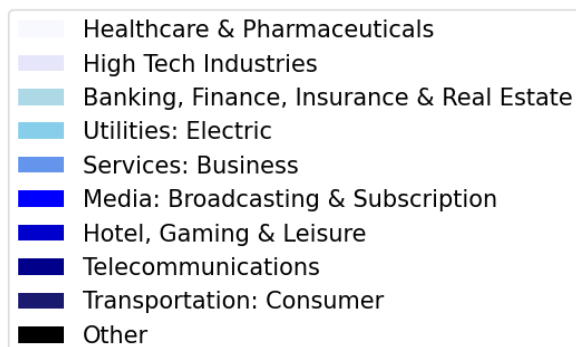 Healthcare & Pharmaceuticals
High Tech Industries
Banking, Finance, Insurance & Real Estate
Utilities: Electric
Services: Business
Media: Broadcasting & Subscription
Hotel, Gaming & Leisure
Telecommunications
Transportation: Consumer
Other